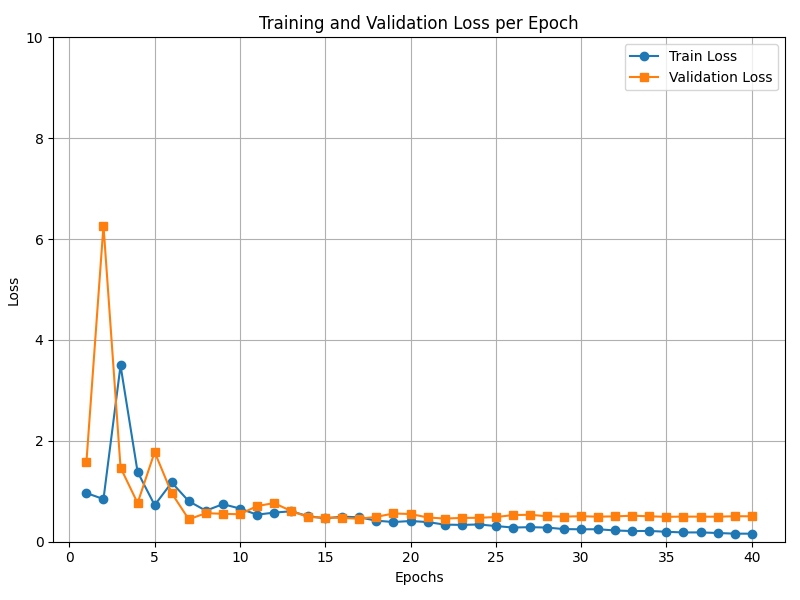 Training and Validation Loss per Epoch
Train Loss
Validation Loss
Loss
10
8
6
4
2
0
0 5 10 15 20 25 30 35 40
Epochs